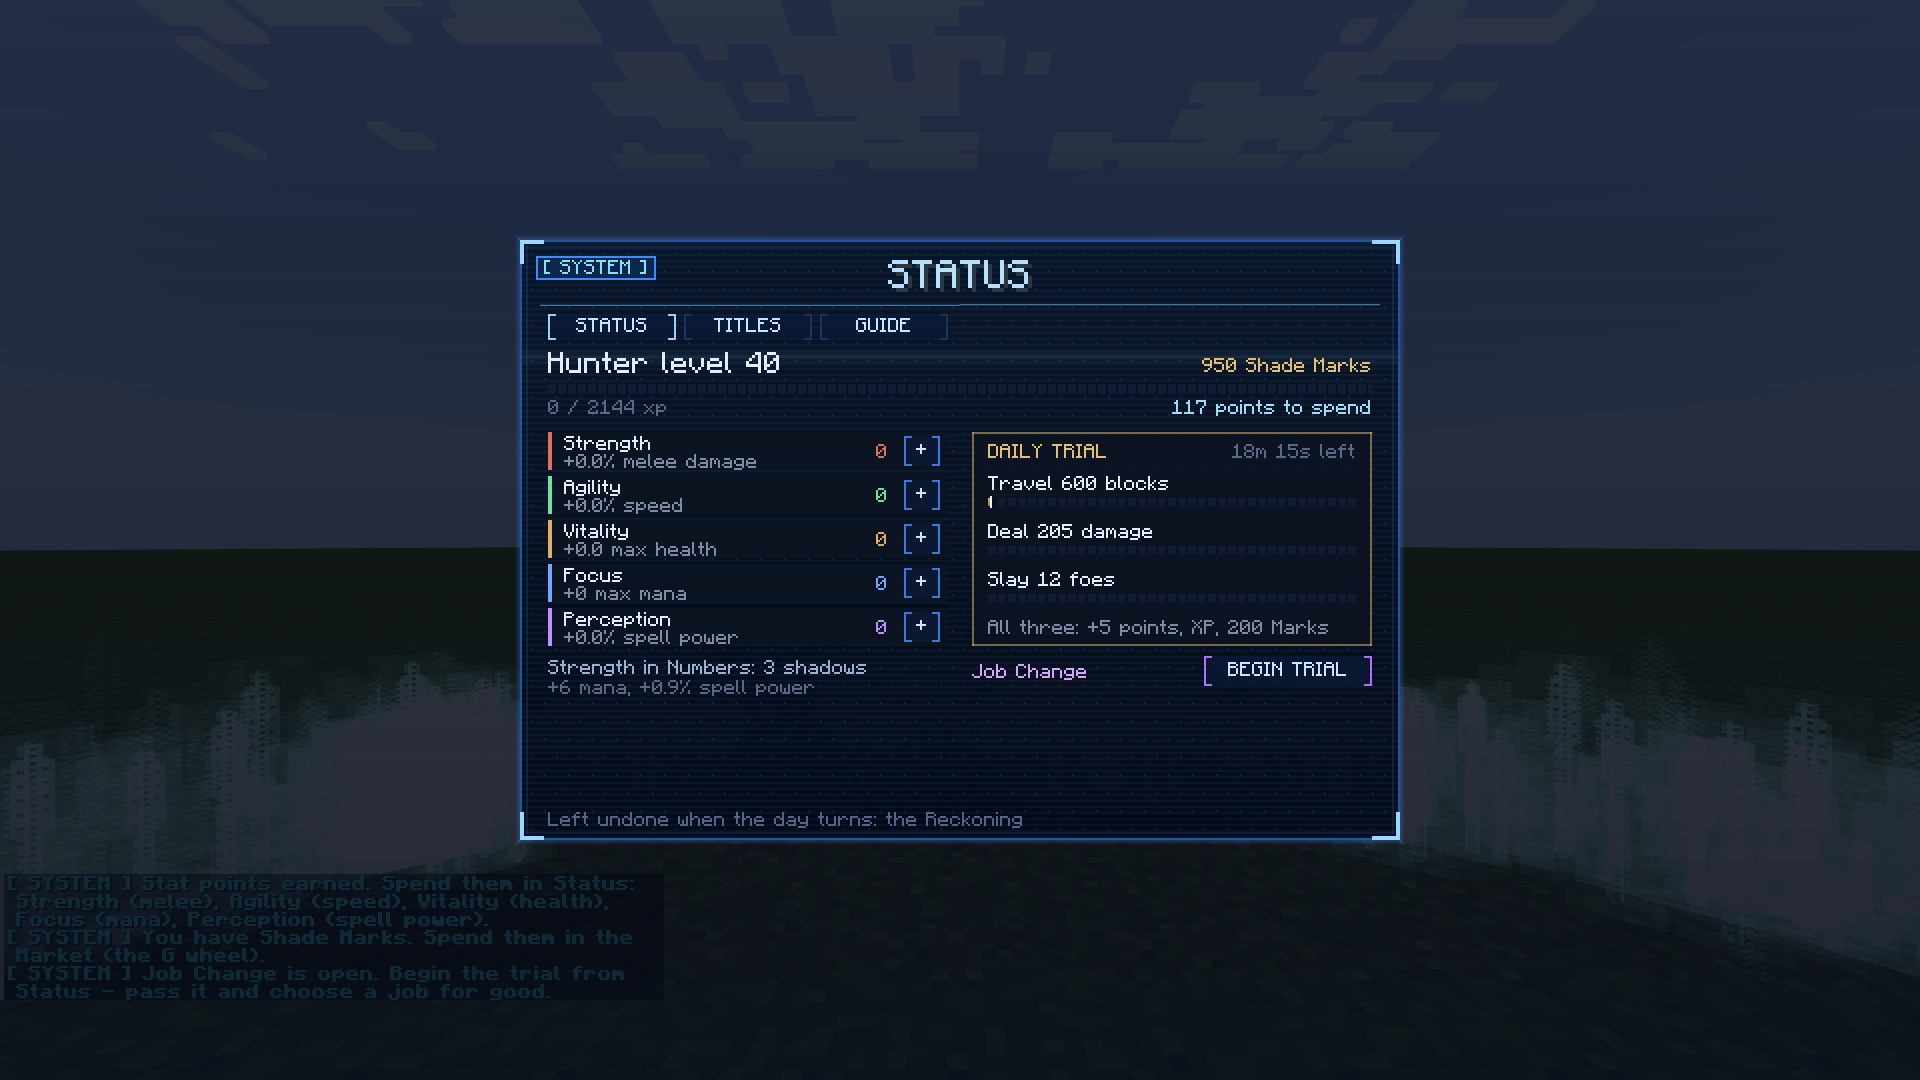 [ SYSTEM ]
STATUS
[ STATUS ] [ TITLES ] [ GUIDE ]
Hunter level 40
950 Shade Marks
0 / 2144 xp
117 points to spend
Strength
+0.0% melee damage
0 [+]
Agility
+0.0% speed
0 [+]
Vitality
+0.0 max health
0 [+]
Focus
+0 max mana
0 [+]
Perception
+0.0% spell power
0 [+]
Strength in Numbers: 3 shadows
+6 mana, +0.9% spell power
DAILY TRIAL
18m 15s left
Travel 600 blocks
Deal 205 damage
Slay 12 foes
All three: +5 points, XP, 200 Marks
Job Change
[ BEGIN TRIAL ]
Left undone when the day turns: the Reckoning
[ SYSTEM ] Stat points earned. Spend them in Status:
Strength (melee), Agility (speed), Vitality (health),
Focus (mana), Perception (spell power).
[ SYSTEM ] You have Shade Marks. Spend them in the
Market (the G wheel).
[ SYSTEM ] Job Change is open. Begin the trial from
Status - pass it and choose a job for good.